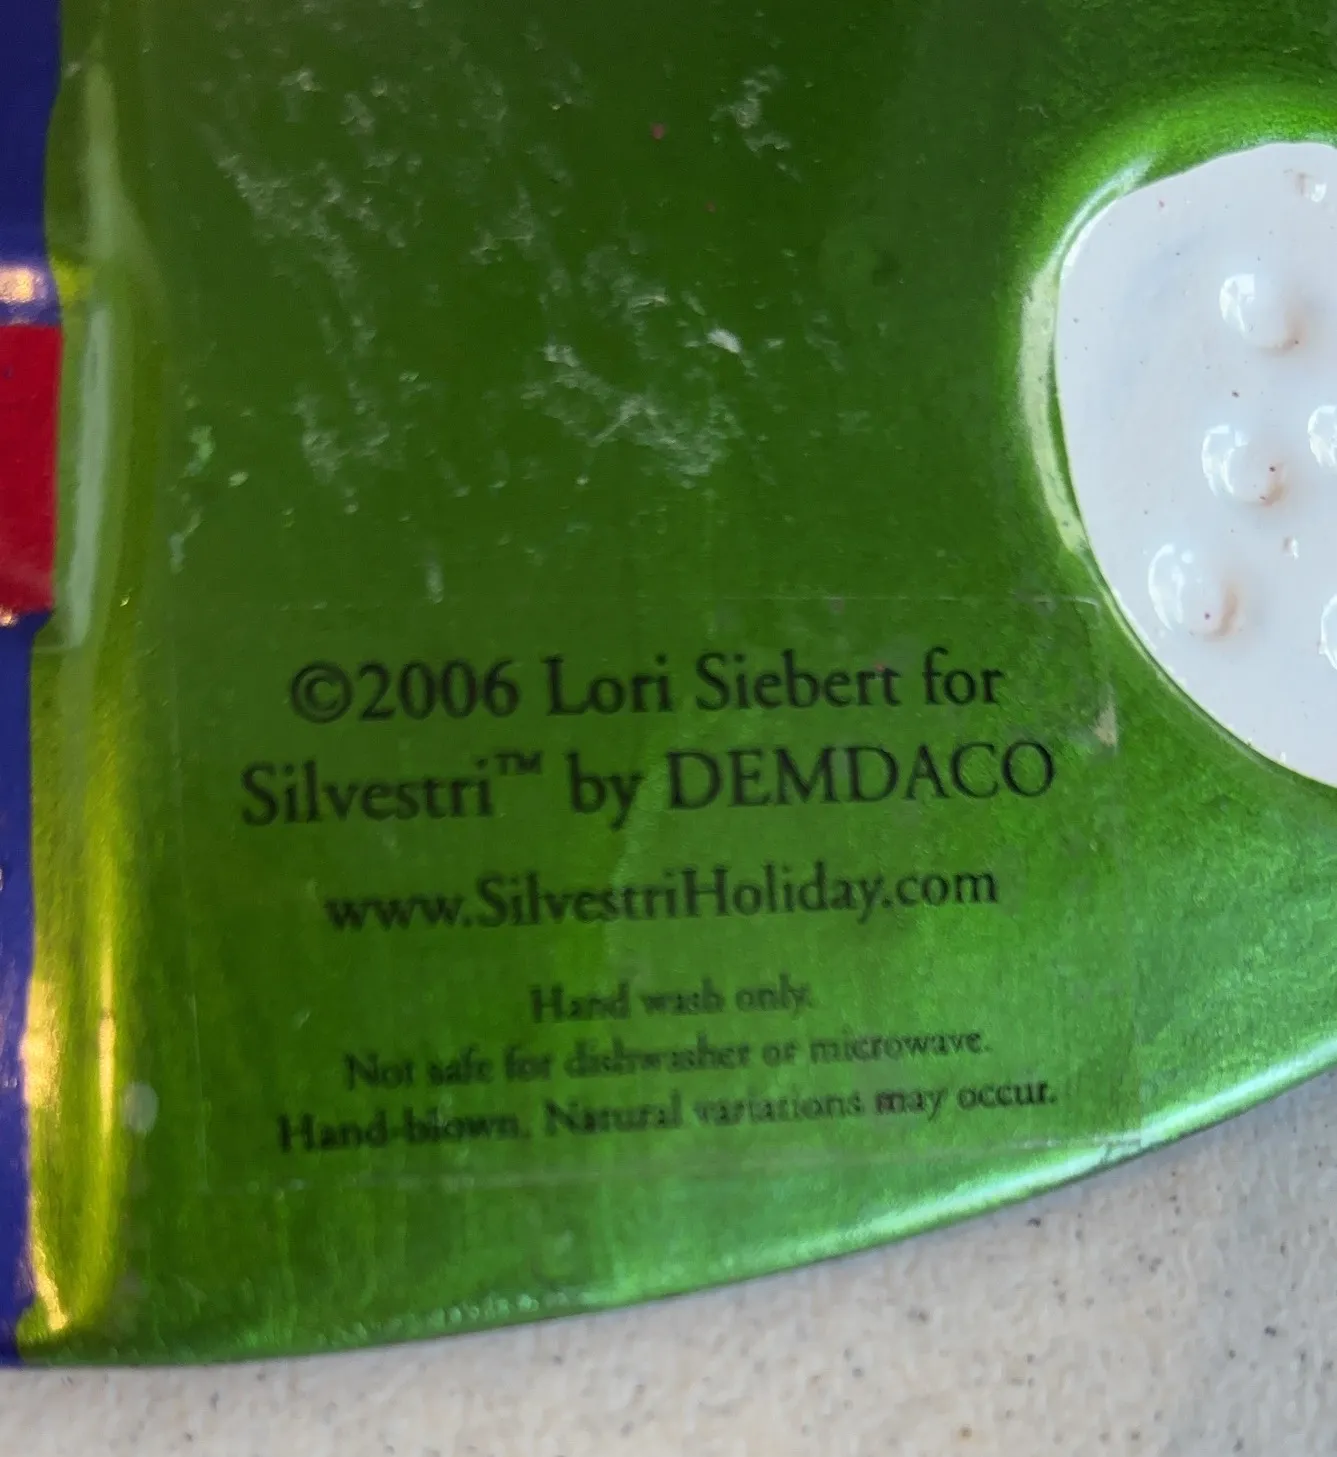 ©2006 Lori Siebert for
Silvestri™ by DEMDACO
www.SilvestriHoliday.com
Hand wash only.
Not safe for dishwasher or microwave.
Hand-blown. Natural variations may occur.